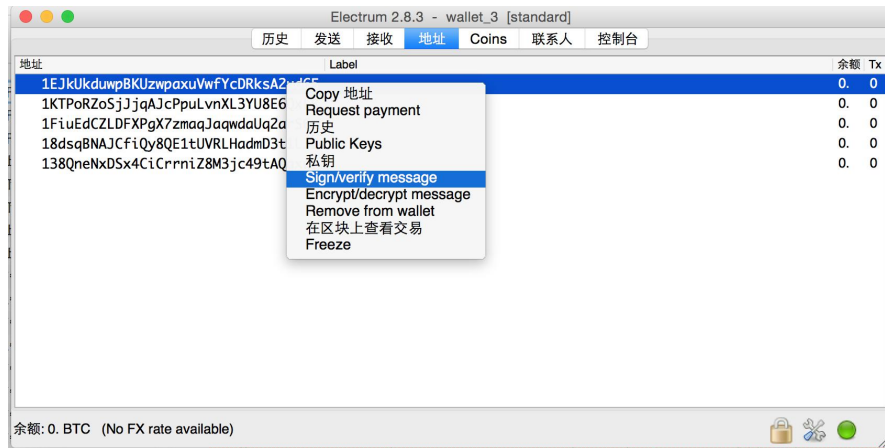 Electrum 2.8.3 - wallet_3 [standard]
历史 发送 接收 地址 Coins 联系人 控制台
地址 Label 余额 Tx
0. 0
1KTPoRZoSjJjqAJcPpuLvnXL3YU8E6 0. 0
1FiuEdCZLDFXPgX7zmaqJaqwdaUq2a 0. 0
18dsqBNAJCfiQy8QE1tUVRLHadmD3t 0. 0
138QneNxDSx4CiCrrniZ8M3jc49tAQ 0. 0
Copy 地址
Request payment
历史
Public Keys
私钥
Sign/verify message
Encrypt/decrypt message
Remove from wallet
在区块上查看交易
Freeze
余额: 0. BTC (No FX rate available)